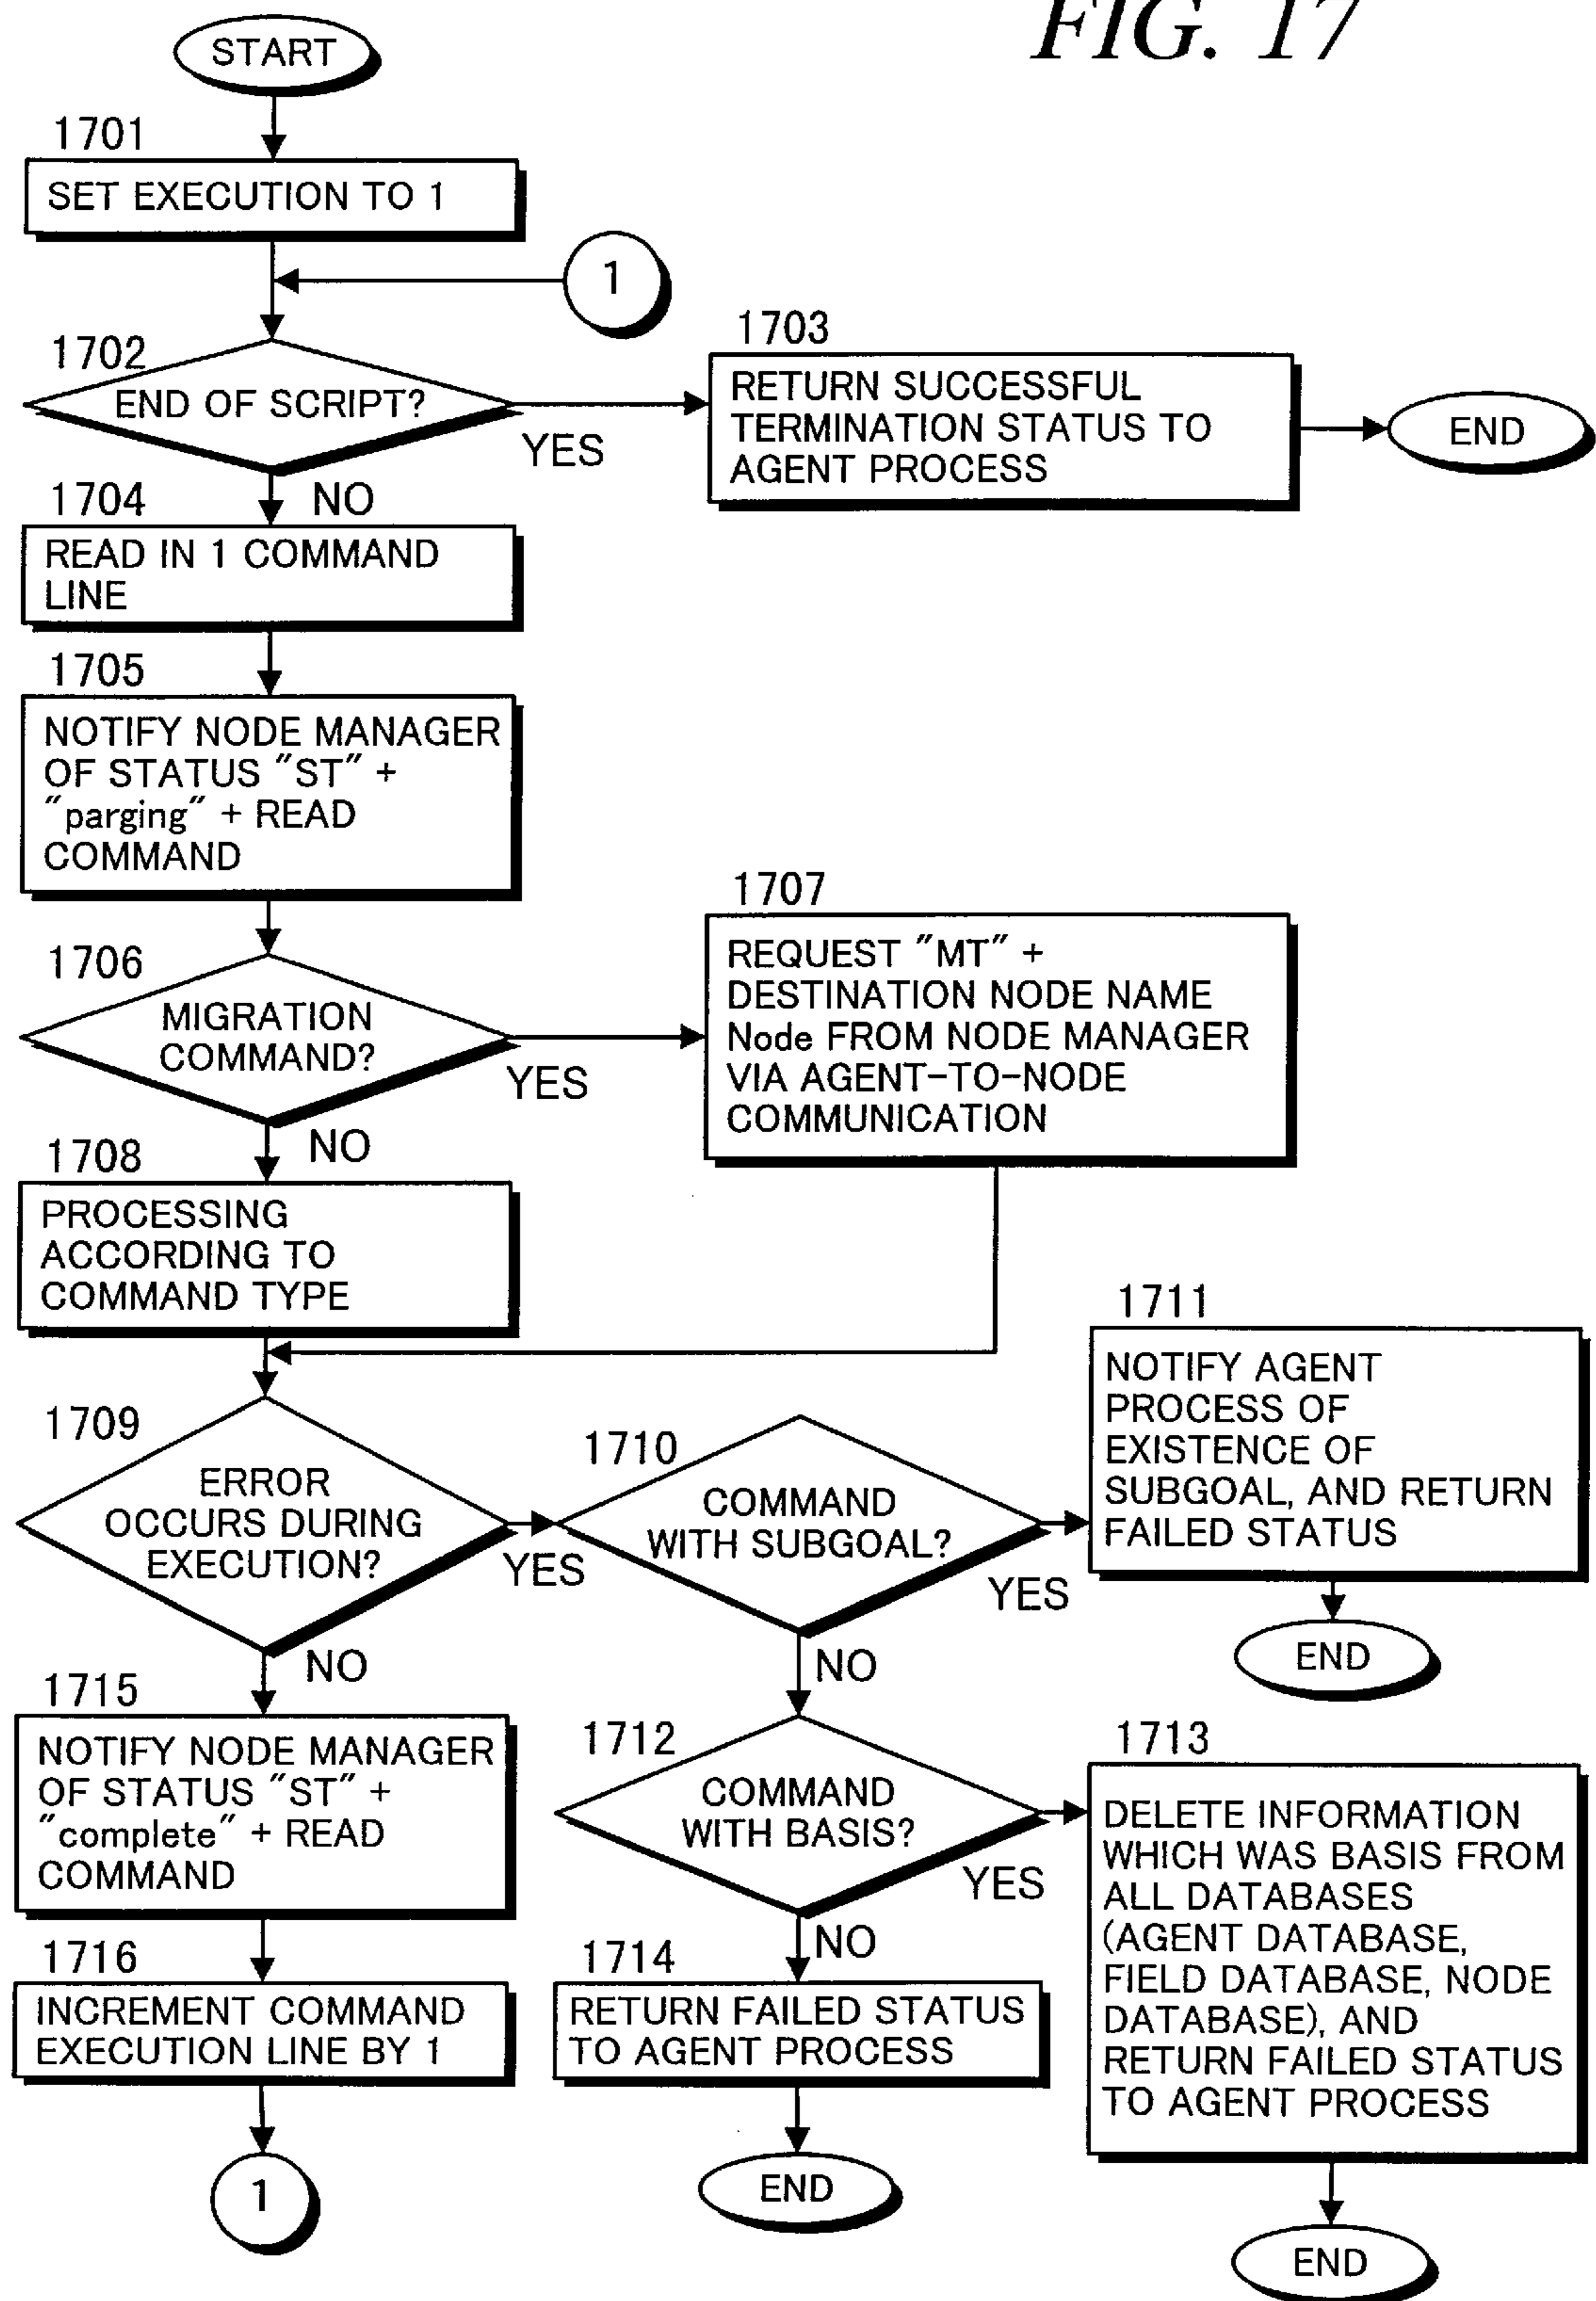 FIG. 17
START
1701
SET EXECUTION TO 1
1
1702
END OF SCRIPT?
YES
NO
1703
RETURN SUCCESSFUL
TERMINATION STATUS TO
AGENT PROCESS
END
1704
READ IN 1 COMMAND
LINE
1705
NOTIFY NODE MANAGER
OF STATUS "ST" +
"parging" + READ
COMMAND
1706
MIGRATION
COMMAND?
YES
NO
1707
REQUEST "MT" +
DESTINATION NODE NAME
Node FROM NODE MANAGER
VIA AGENT-TO-NODE
COMMUNICATION
1708
PROCESSING
ACCORDING TO
COMMAND TYPE
1709
ERROR
OCCURS DURING
EXECUTION?
YES
NO
1710
COMMAND
WITH SUBGOAL?
YES
NO
1711
NOTIFY AGENT
PROCESS OF
EXISTENCE OF
SUBGOAL, AND RETURN
FAILED STATUS
END
1712
COMMAND
WITH BASIS?
YES
NO
1713
DELETE INFORMATION
WHICH WAS BASIS FROM
ALL DATABASES
(AGENT DATABASE,
FIELD DATABASE, NODE
DATABASE), AND
RETURN FAILED STATUS
TO AGENT PROCESS
END
1714
RETURN FAILED STATUS
TO AGENT PROCESS
END
1715
NOTIFY NODE MANAGER
OF STATUS "ST" +
"complete" + READ
COMMAND
1716
INCREMENT COMMAND
EXECUTION LINE BY 1
1